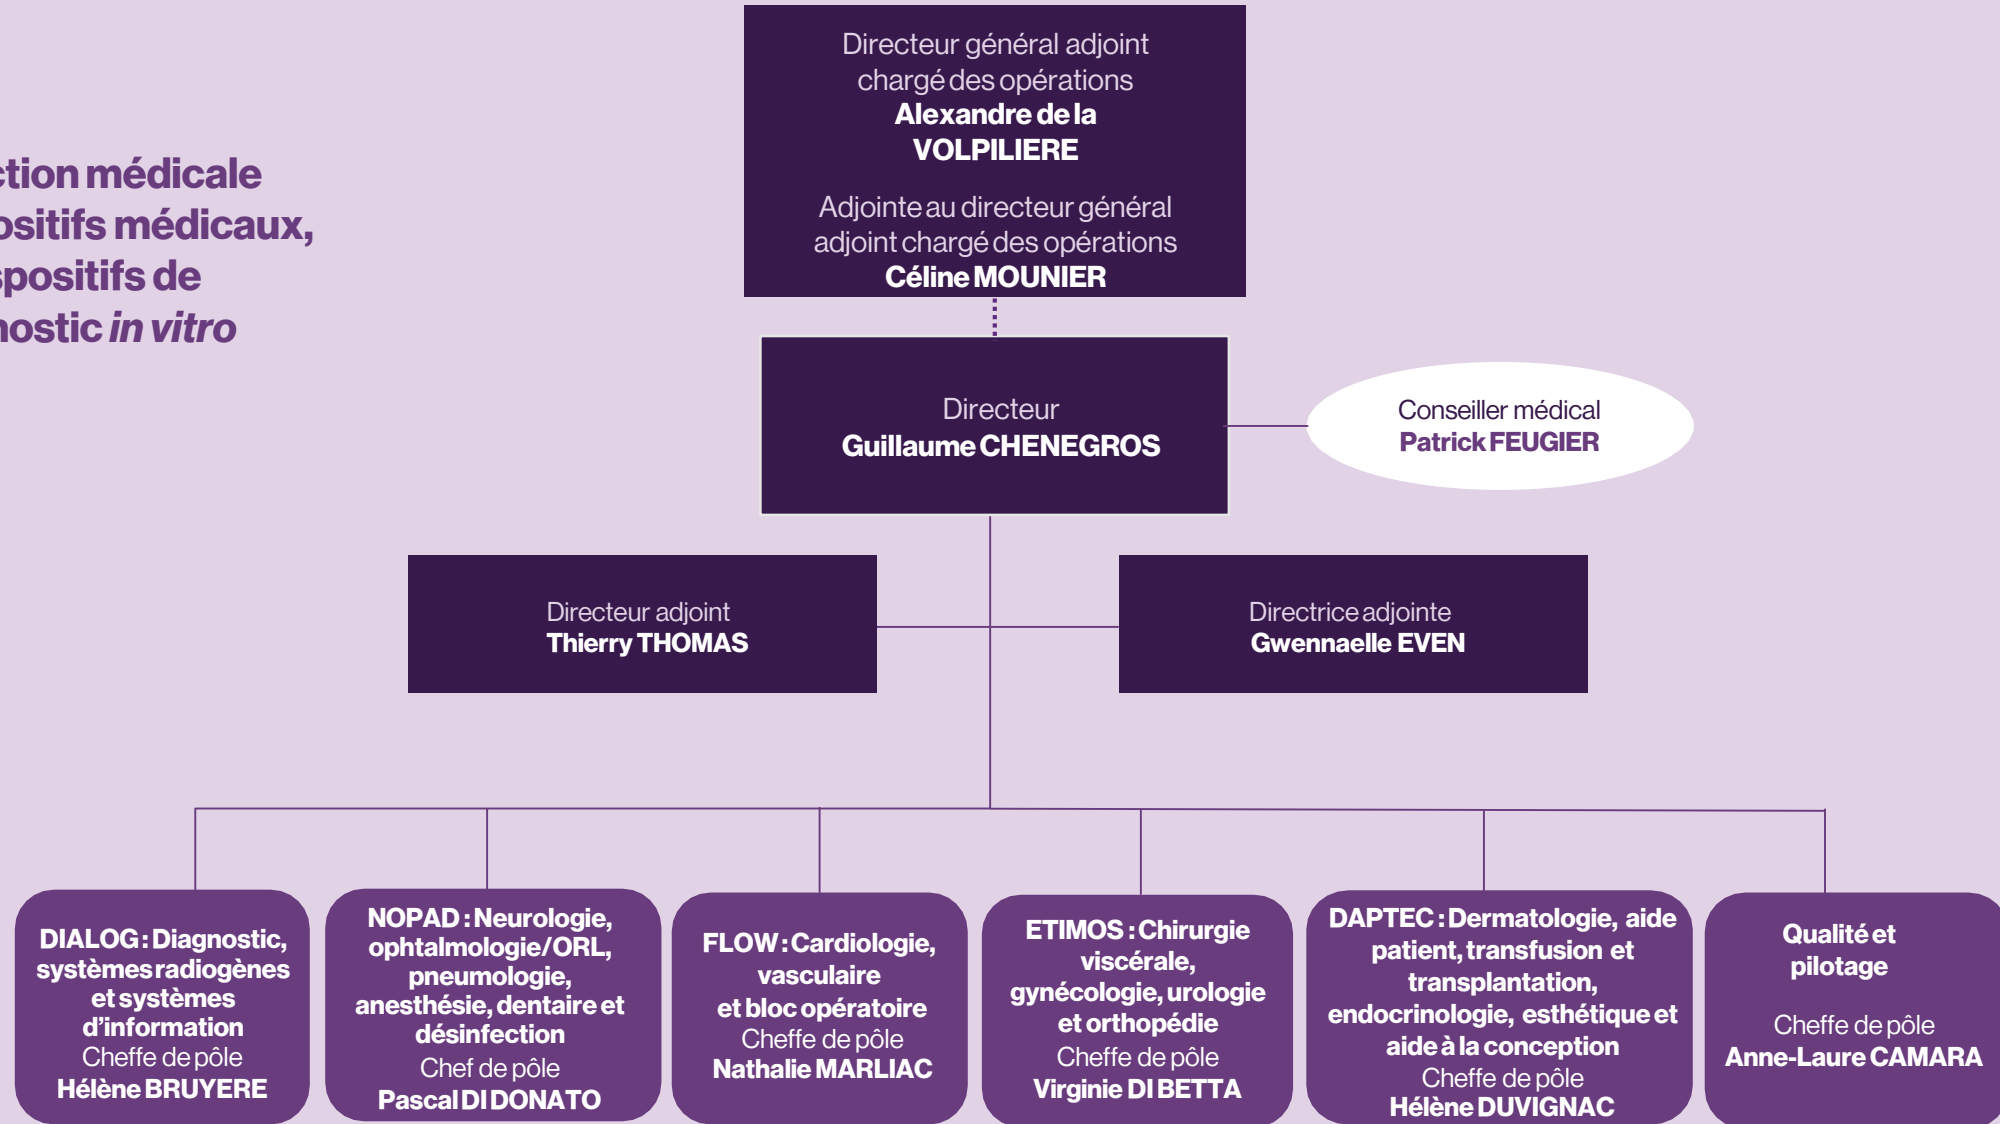 Directeur général adjoint
chargé des opérations
Alexandre de la
VOLPILIERE
Adjointe au directeur général
adjoint chargé des opérations
Céline MOUNIER
ction médicale
ositifs médicaux,
spositifs de
nostic in vitro
Directeur
Guillaume CHENEGROS
Conseiller médical
Patrick FEUGIER
Directeur adjoint
Thierry THOMAS
Directrice adjointe
Gwennaelle EVEN
DIALOG : Diagnostic,
systèmes radiogènes
et systèmes
d’information
Cheffe de pôle
Hélène BRUYERE
NOPAD : Neurologie,
ophtalmologie/ORL,
pneumologie,
anesthésie, dentaire et
désinfection
Chef de pôle
Pascal DI DONATO
FLOW : Cardiologie,
vasculaire
et bloc opératoire
Cheffe de pôle
Nathalie MARLIAC
ETIMOS : Chirurgie
viscérale,
gynécologie, urologie
et orthopédie
Cheffe de pôle
Virginie DI BETTA
DAPTEC : Dermatologie, aide
patient, transfusion et
transplantation,
endocrinologie, esthétique et
aide à la conception
Cheffe de pôle
Hélène DUVIGNAC
Qualité et
pilotage
Cheffe de pôle
Anne-Laure CAMARA